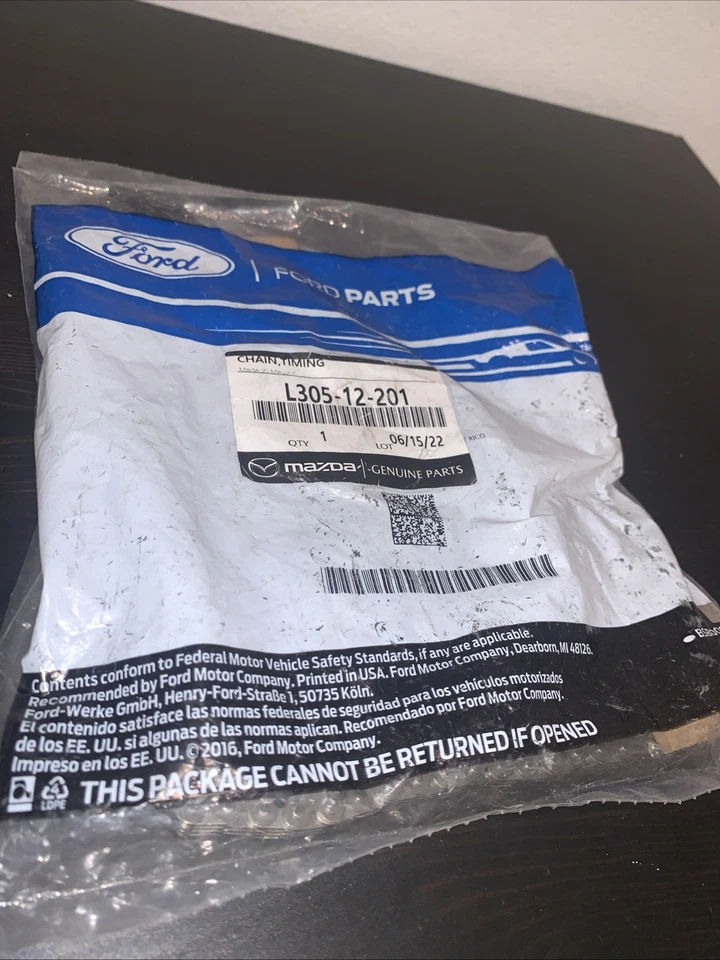 Ford | FORD PARTS
CHAIN,TIMING
Made in Mexico
L305-12-201
QTY 1 LOT 06/15/22
XICO
mazda GENUINE PARTS
Contents conform to Federal Motor Vehicle Safety Standards, if any are applicable.
Recommended by Ford Motor Company. Printed in USA. Ford Motor Company, Dearborn, MI 48126.
Ford-Werke GmbH, Henry-Ford-Straße 1, 50735 Köln.
El contenido satisface las normas federales de seguridad para los vehículos motorizados
de los EE. UU. si algunas de las normas aplican. Recomendado por Ford Motor Company.
Impreso en los EE. UU. © 2016, Ford Motor Company.
LDPE
THIS PACKAGE CANNOT BE RETURNED IF OPENED